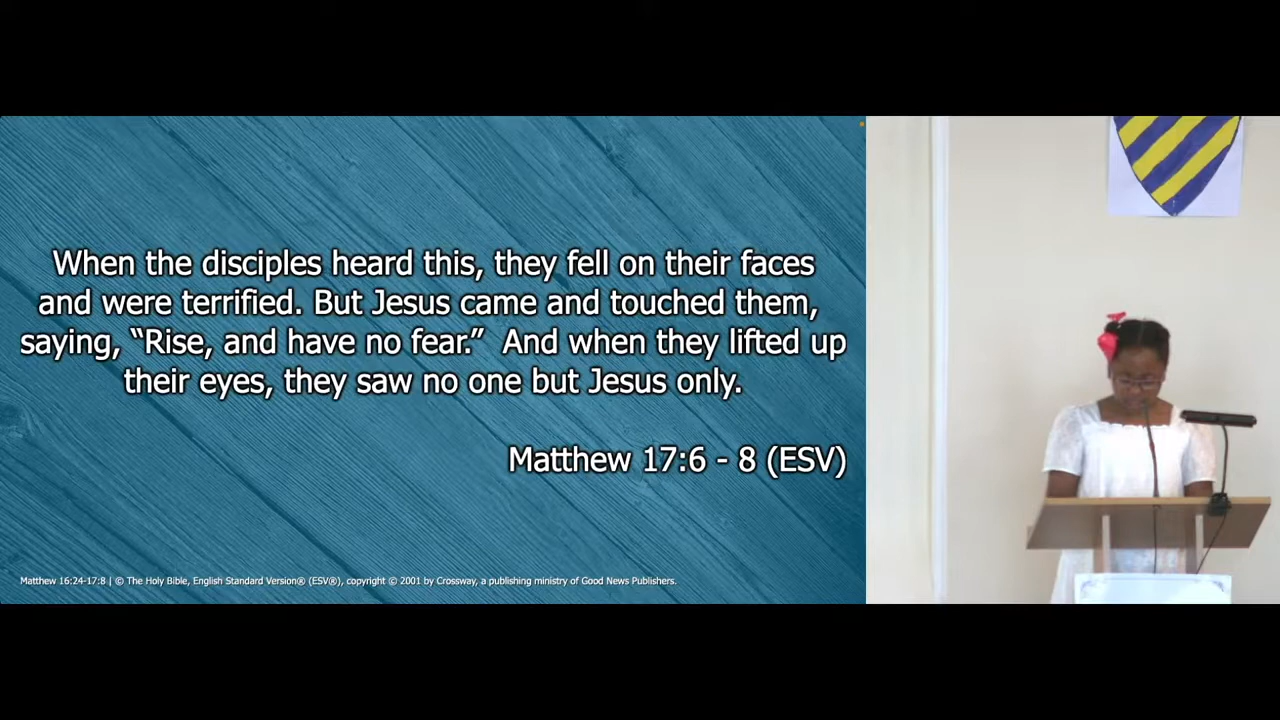 When the disciples heard this, they fell on their faces
and were terrified. But Jesus came and touched them,
saying, “Rise, and have no fear.”  And when they lifted up
their eyes, they saw no one but Jesus only.
Matthew 17:6 - 8 (ESV)
Matthew 16:24-17:8 | © The Holy Bible, English Standard Version® (ESV®), copyright © 2001 by Crossway, a publishing ministry of Good News Publishers.